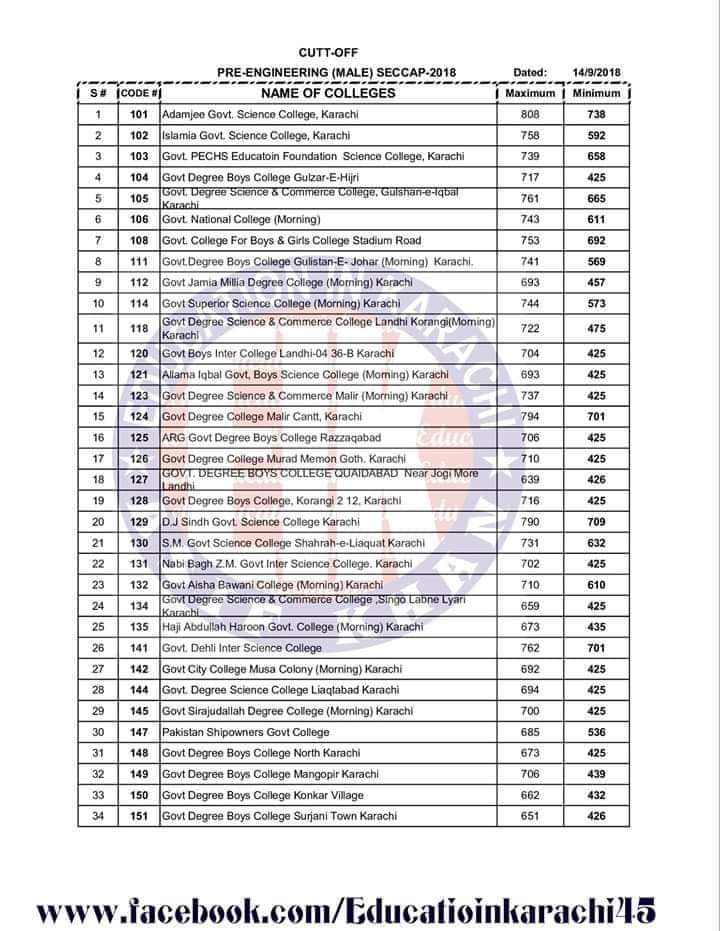 CUTT-OFF
PRE-ENGINEERING (MALE) SECCAP-2018 Dated: 14/9/2018
S # CODE # NAME OF COLLEGES Maximum Minimum
1 101 Adamjee Govt. Science College, Karachi 808 738
2 102 Islamia Govt. Science College, Karachi 758 592
3 103 Govt. PECHS Educatoin Foundation Science College, Karachi 739 658
4 104 Govt Degree Boys College Gulzar-E-Hijri 717 425
5 105 Govt. Degree Science & Commerce College, Gulshan-e-Iqbal 761 665
Karachi
6 106 Govt. National College (Morning) 743 611
7 108 Govt. College For Boys & Girls College Stadium Road 753 692
8 111 Govt.Degree Boys College Gulistan-E- Johar (Morning) Karachi. 741 569
9 112 Govt Jamia Millia Degree College (Morning) Karachi 693 457
10 114 Govt Superior Science College (Morning) Karachi 744 573
11 118 Govt Degree Science & Commerce College Landhi Korangi(Morning) 722 475
Karachi
12 120 Govt Boys Inter College Landhi-04 36-B Karachi 704 425
13 121 Allama Iqbal Govt, Boys Science College (Morning) Karachi 693 425
14 123 Govt Degree Science & Commerce Malir (Morning) Karachi 737 425
15 124 Govt Degree College Malir Cantt, Karachi 794 701
16 125 ARG Govt Degree Boys College Razzaqabad 706 425
17 126 Govt Degree College Murad Memon Goth. Karachi 710 425
18 127 GOVT. DEGREE BOYS COLLEGE QUAIDABAD Near Jogi More 639 426
Landhi
19 128 Govt Degree Boys College, Korangi 2 12, Karachi 716 425
20 129 D.J Sindh Govt. Science College Karachi 790 709
21 130 S.M. Govt Science College Shahrah-e-Liaquat Karachi 731 632
22 131 Nabi Bagh Z.M. Govt Inter Science College. Karachi 702 425
23 132 Govt Aisha Bawani College (Morning) Karachi 710 610
24 134 Govt Degree Science & Commerce College ,Singo Labne Lyari 659 425
Karachi
25 135 Haji Abdullah Haroon Govt. College (Morning) Karachi 673 435
26 141 Govt. Dehli Inter Science College 762 701
27 142 Govt City College Musa Colony (Morning) Karachi 692 425
28 144 Govt. Degree Science College Liaqtabad Karachi 694 425
29 145 Govt Sirajudallah Degree College (Morning) Karachi 700 425
30 147 Pakistan Shipowners Govt College 685 536
31 148 Govt Degree Boys College North Karachi 673 425
32 149 Govt Degree Boys College Mangopir Karachi 706 439
33 150 Govt Degree Boys College Konkar Village 662 432
34 151 Govt Degree Boys College Surjani Town Karachi 651 426
EDUCATION IN KARACHI
www.facebook.com/Educatioinkarachi45